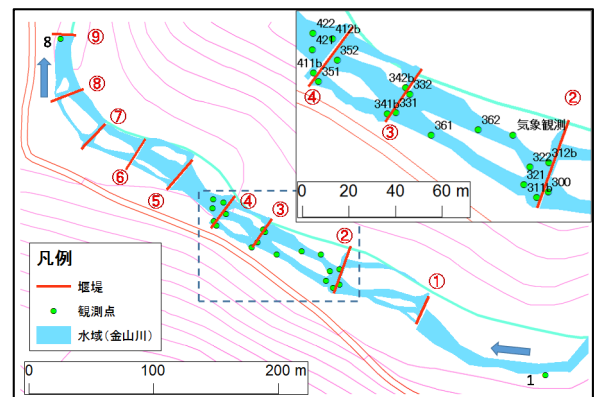 8
⑨
⑧
⑦
⑥
⑤
④
③
②
①
1
凡例
堰堤
観測点
水域(金山川)
0 100 200 m
422
412b
421
352
411b
351
④
342b
332
341b
331
③
361
362
気象観測
②
322
312b
321
311b
300
①
0 20 40 60 m